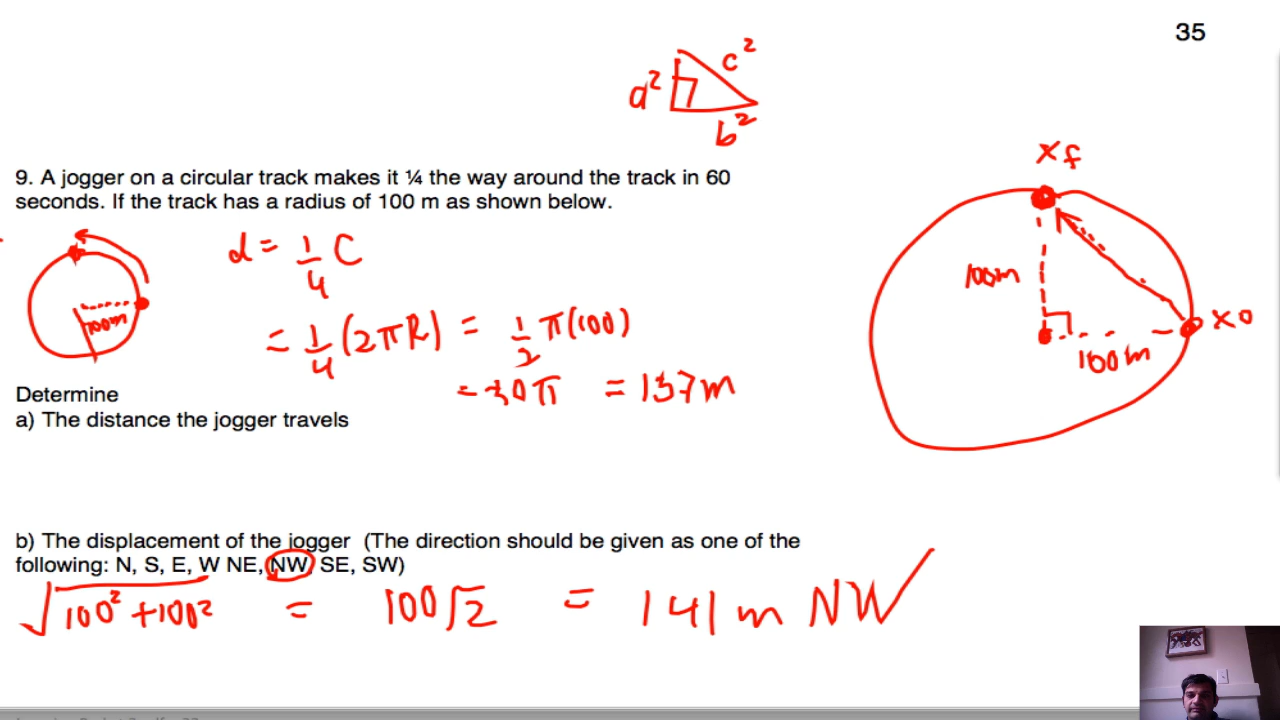 35
c²
a²
b²
9. A jogger on a circular track makes it ¼ the way around the track in 60
seconds. If the track has a radius of 100 m as shown below.
xf
d = 1/4 C
100m
100m
= 1/4 (2πR) = 1/2 π(100)
xo
100m
= 30π = 157m
Determine
a) The distance the jogger travels
b) The displacement of the jogger (The direction should be given as one of the
following: N, S, E, W NE, NW, SE, SW)
√100² + 100² = 100√2 = 141 m NW